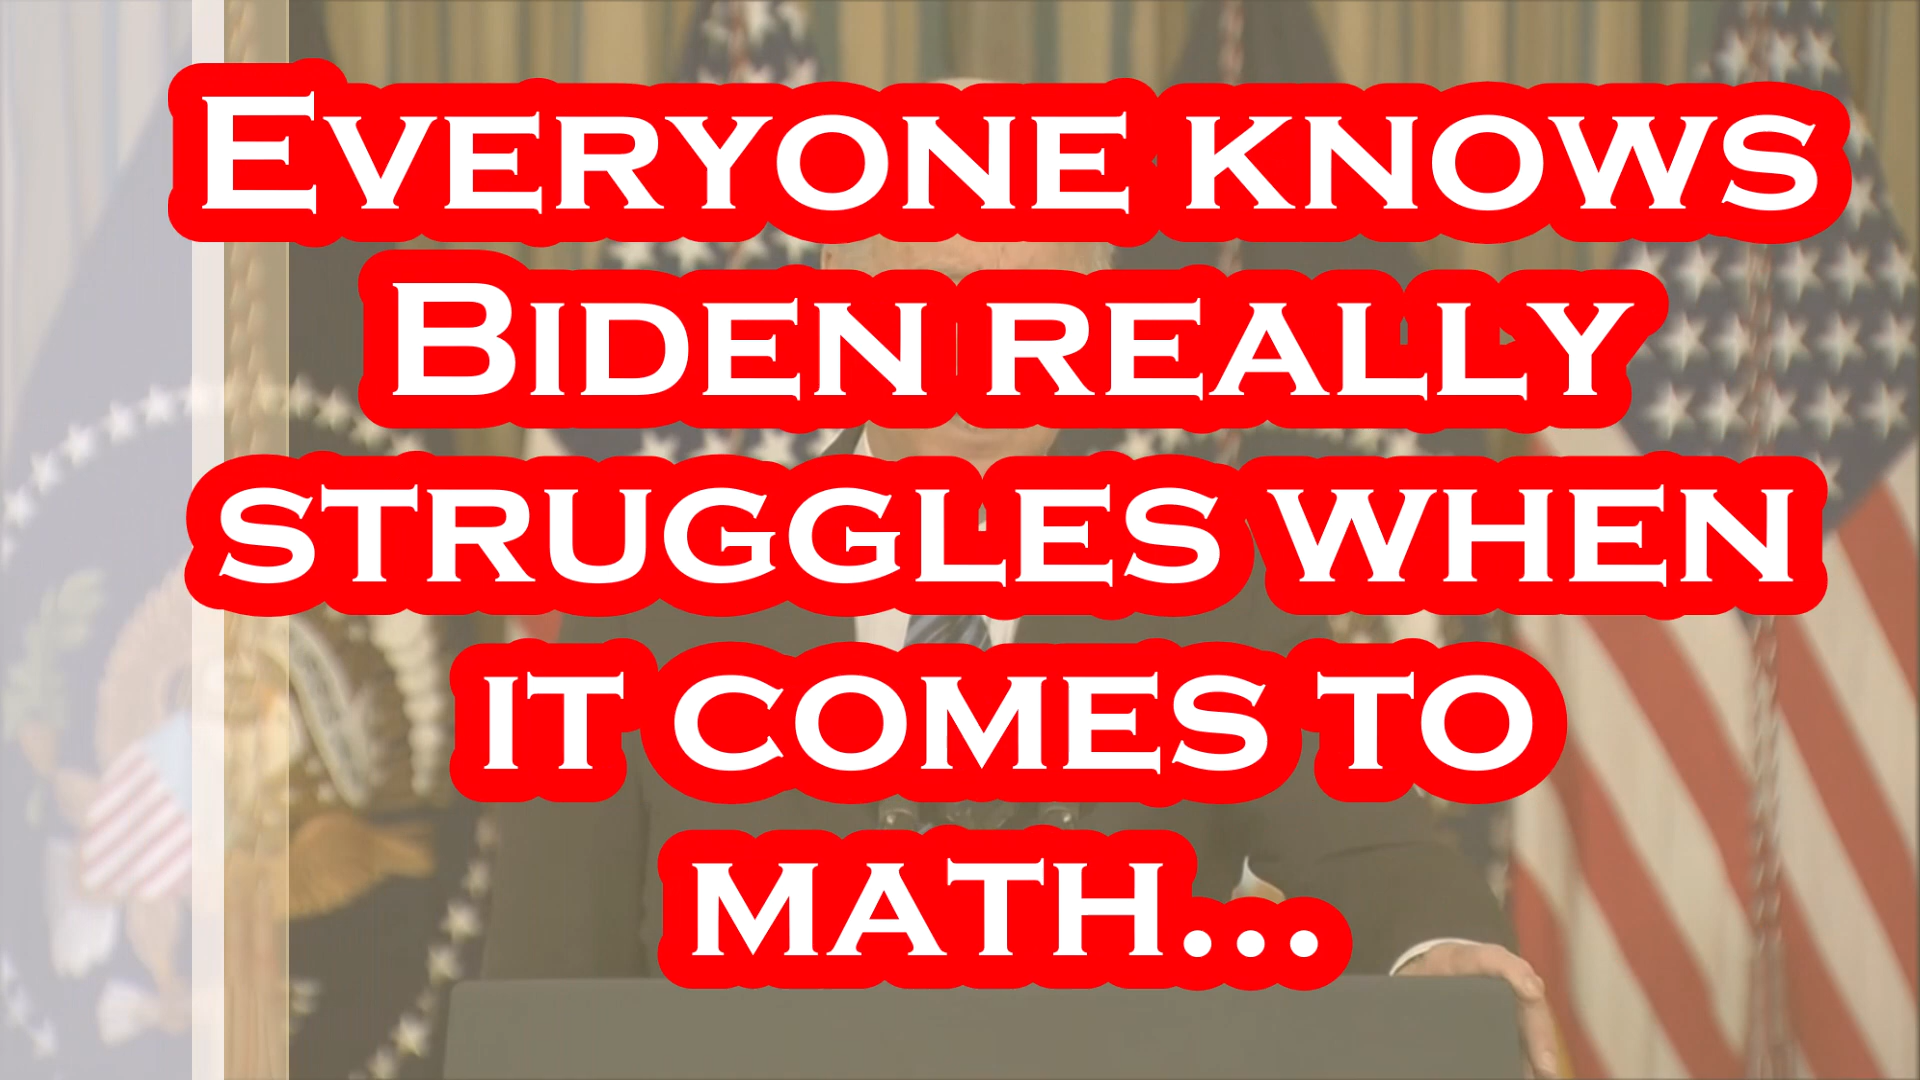 Everyone knows
Biden really
struggles when
it comes to
math...